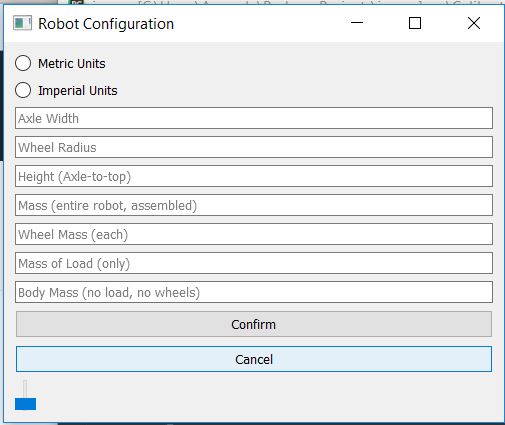 Robot Configuration
Metric Units
Imperial Units
Axle Width
Wheel Radius
Height (Axle-to-top)
Mass (entire robot, assembled)
Wheel Mass (each)
Mass of Load (only)
Body Mass (no load, no wheels)
Confirm
Cancel